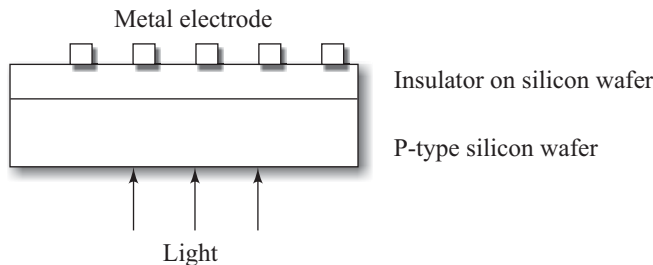 Metal electrode
Insulator on silicon wafer
P-type silicon wafer
Light